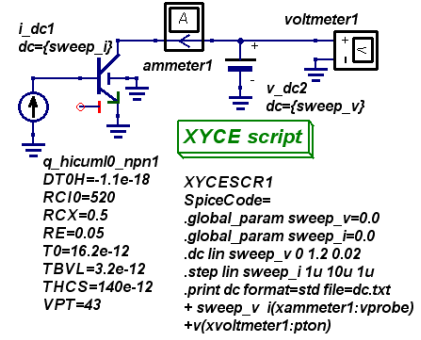 i_dc1
dc={sweep_i}
A
ammeter1
voltmeter1
+
V
-
+
-
v_dc2
dc={sweep_v}
XYCE script
q_hicuml0_npn1
DT0H=-1.1e-18
RCI0=520
RCX=0.5
RE=0.05
T0=16.2e-12
TBVL=3.2e-12
THCS=140e-12
VPT=43
XYCESCR1
SpiceCode=
.global_param sweep_v=0.0
.global_param sweep_i=0.0
.dc lin sweep_v 0 1.2 0.02
.step lin sweep_i 1u 10u 1u
.print dc format=std file=dc.txt
+ sweep_v i(xammeter1:vprobe)
+v(xvoltmeter1:pton)